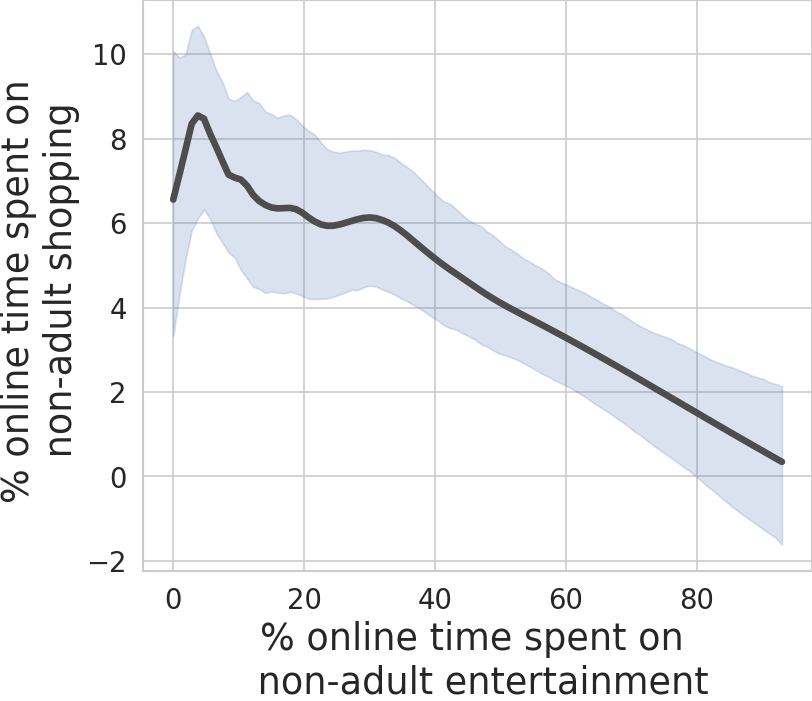 % online time spent on
non-adult shopping
10
8
6
4
2
0
−2
0 20 40 60 80
% online time spent on
non-adult entertainment